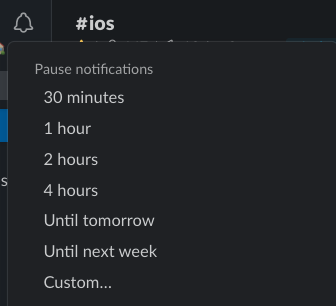 #ios
Pause notifications
30 minutes
1 hour
2 hours
4 hours
Until tomorrow
Until next week
Custom...